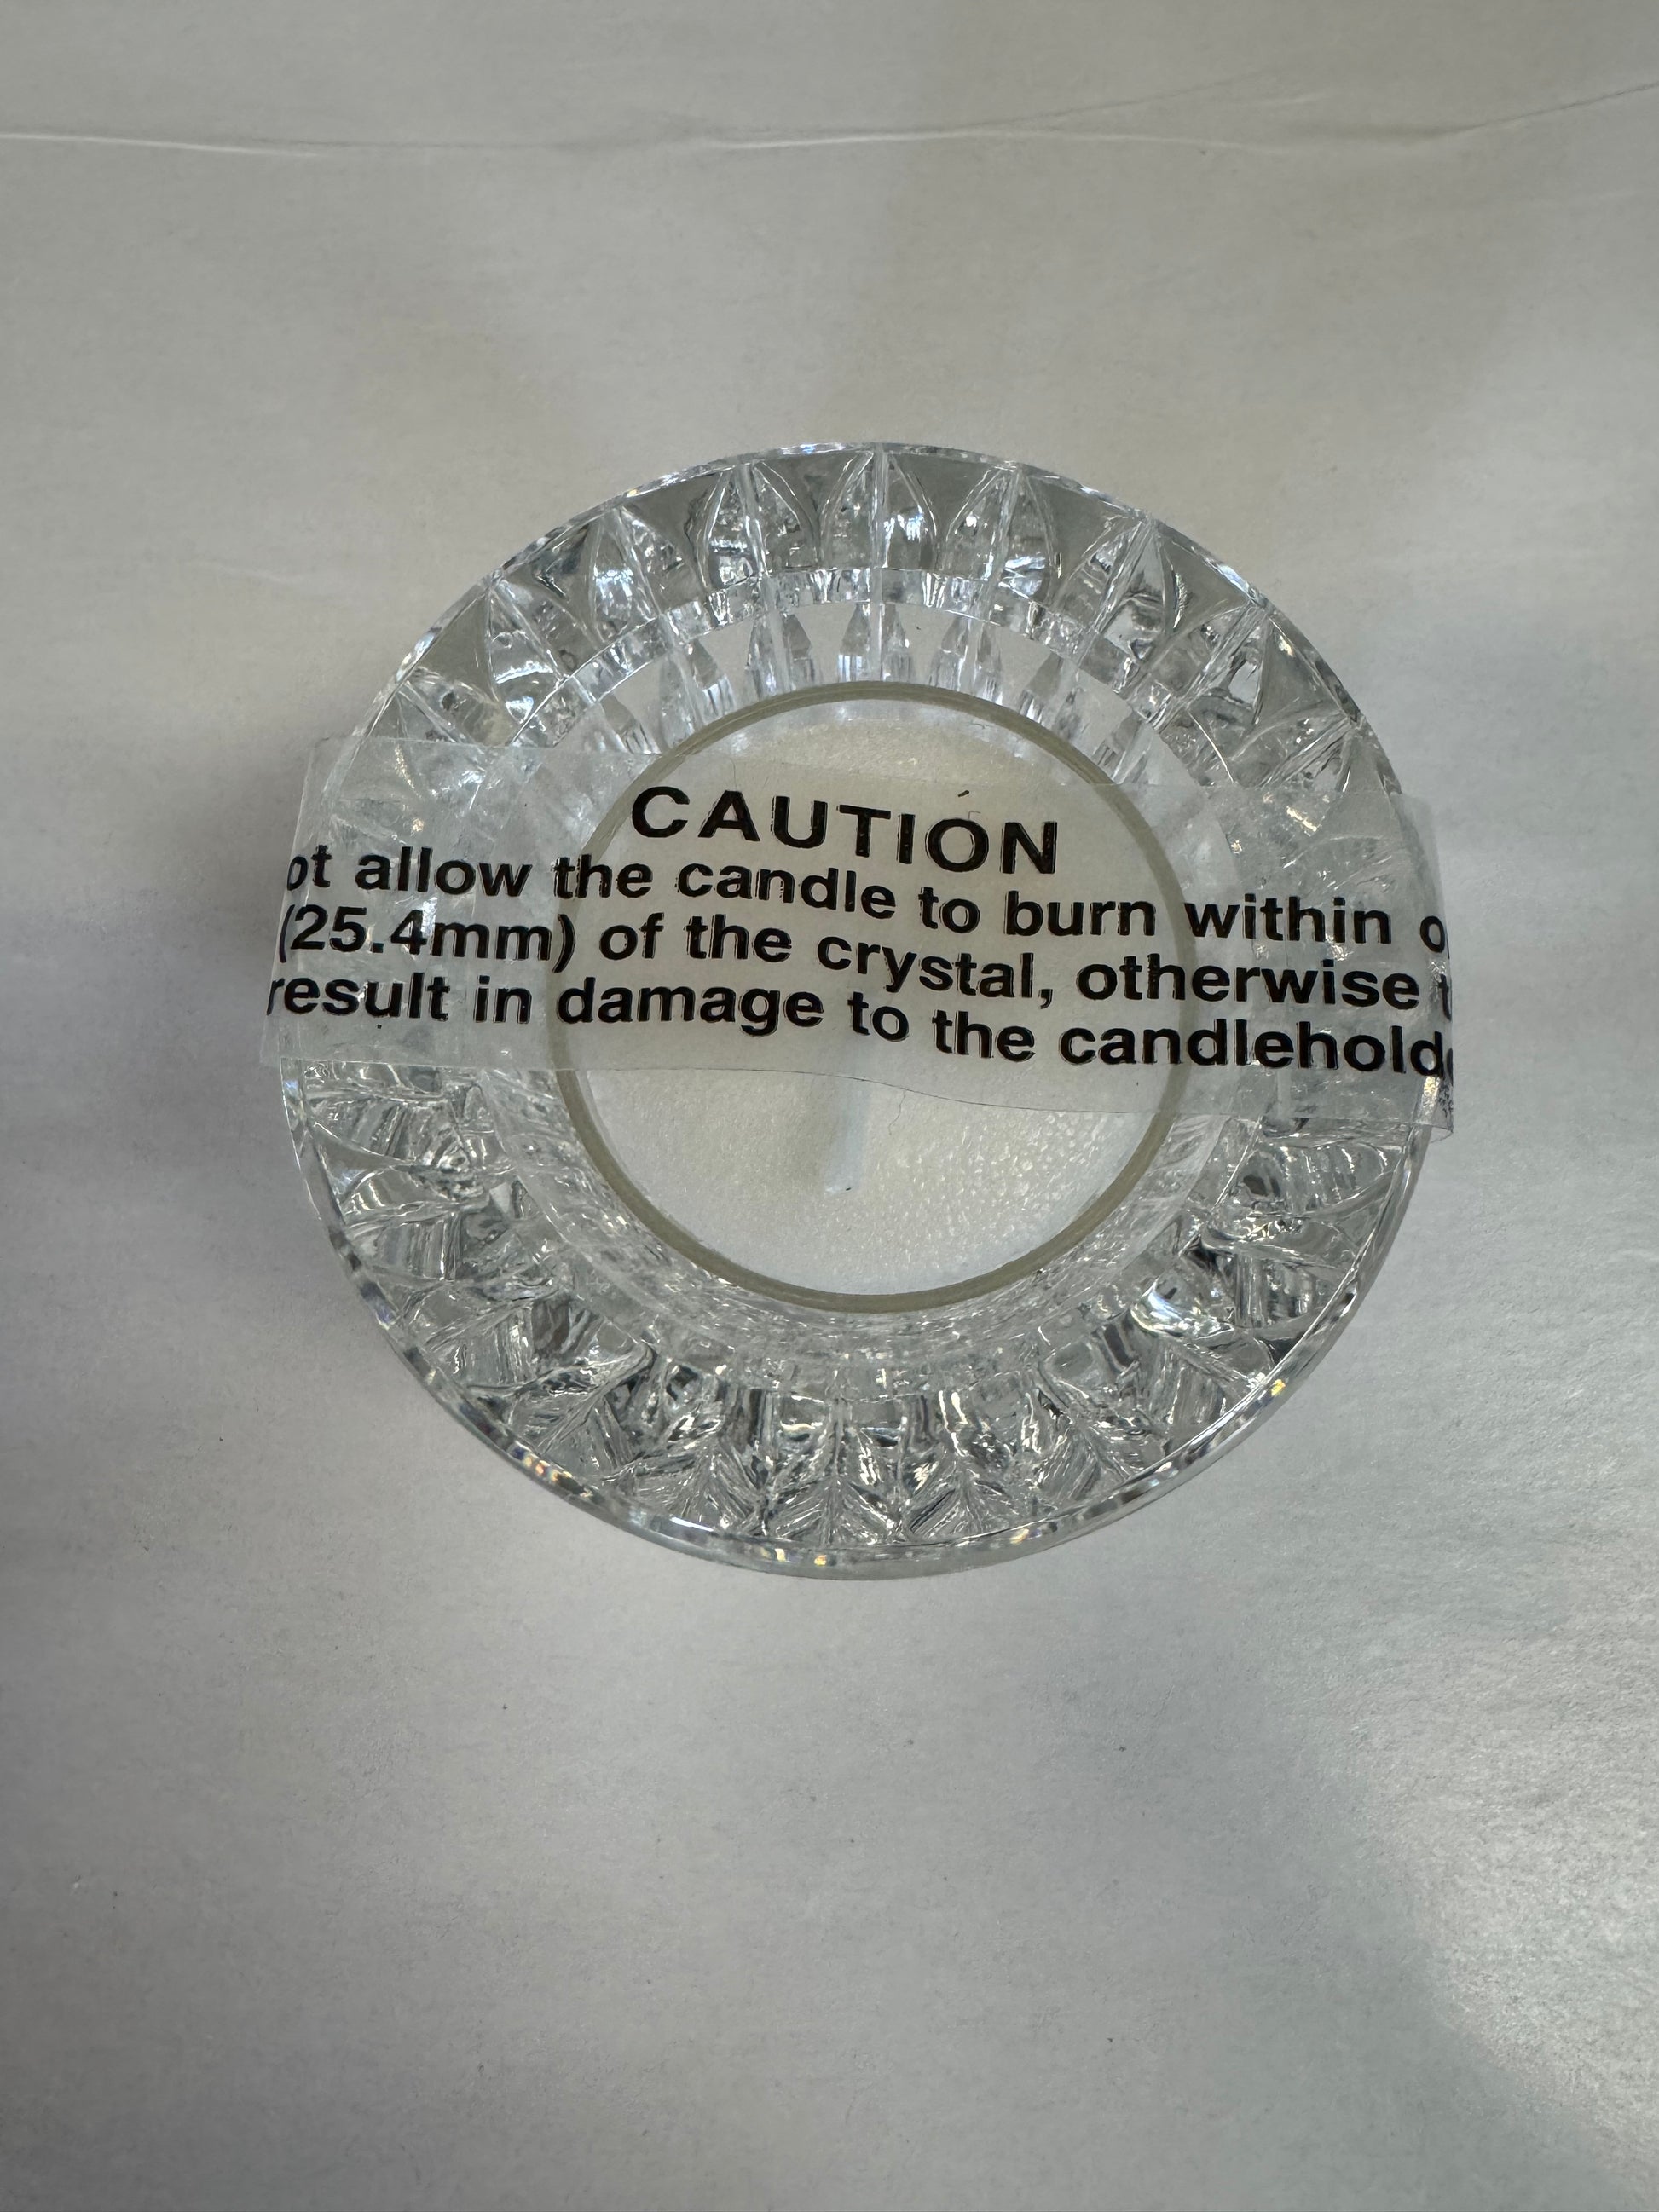 CAUTION
ot allow the candle to burn within o
(25.4mm) of the crystal, otherwise t
result in damage to the candleholde